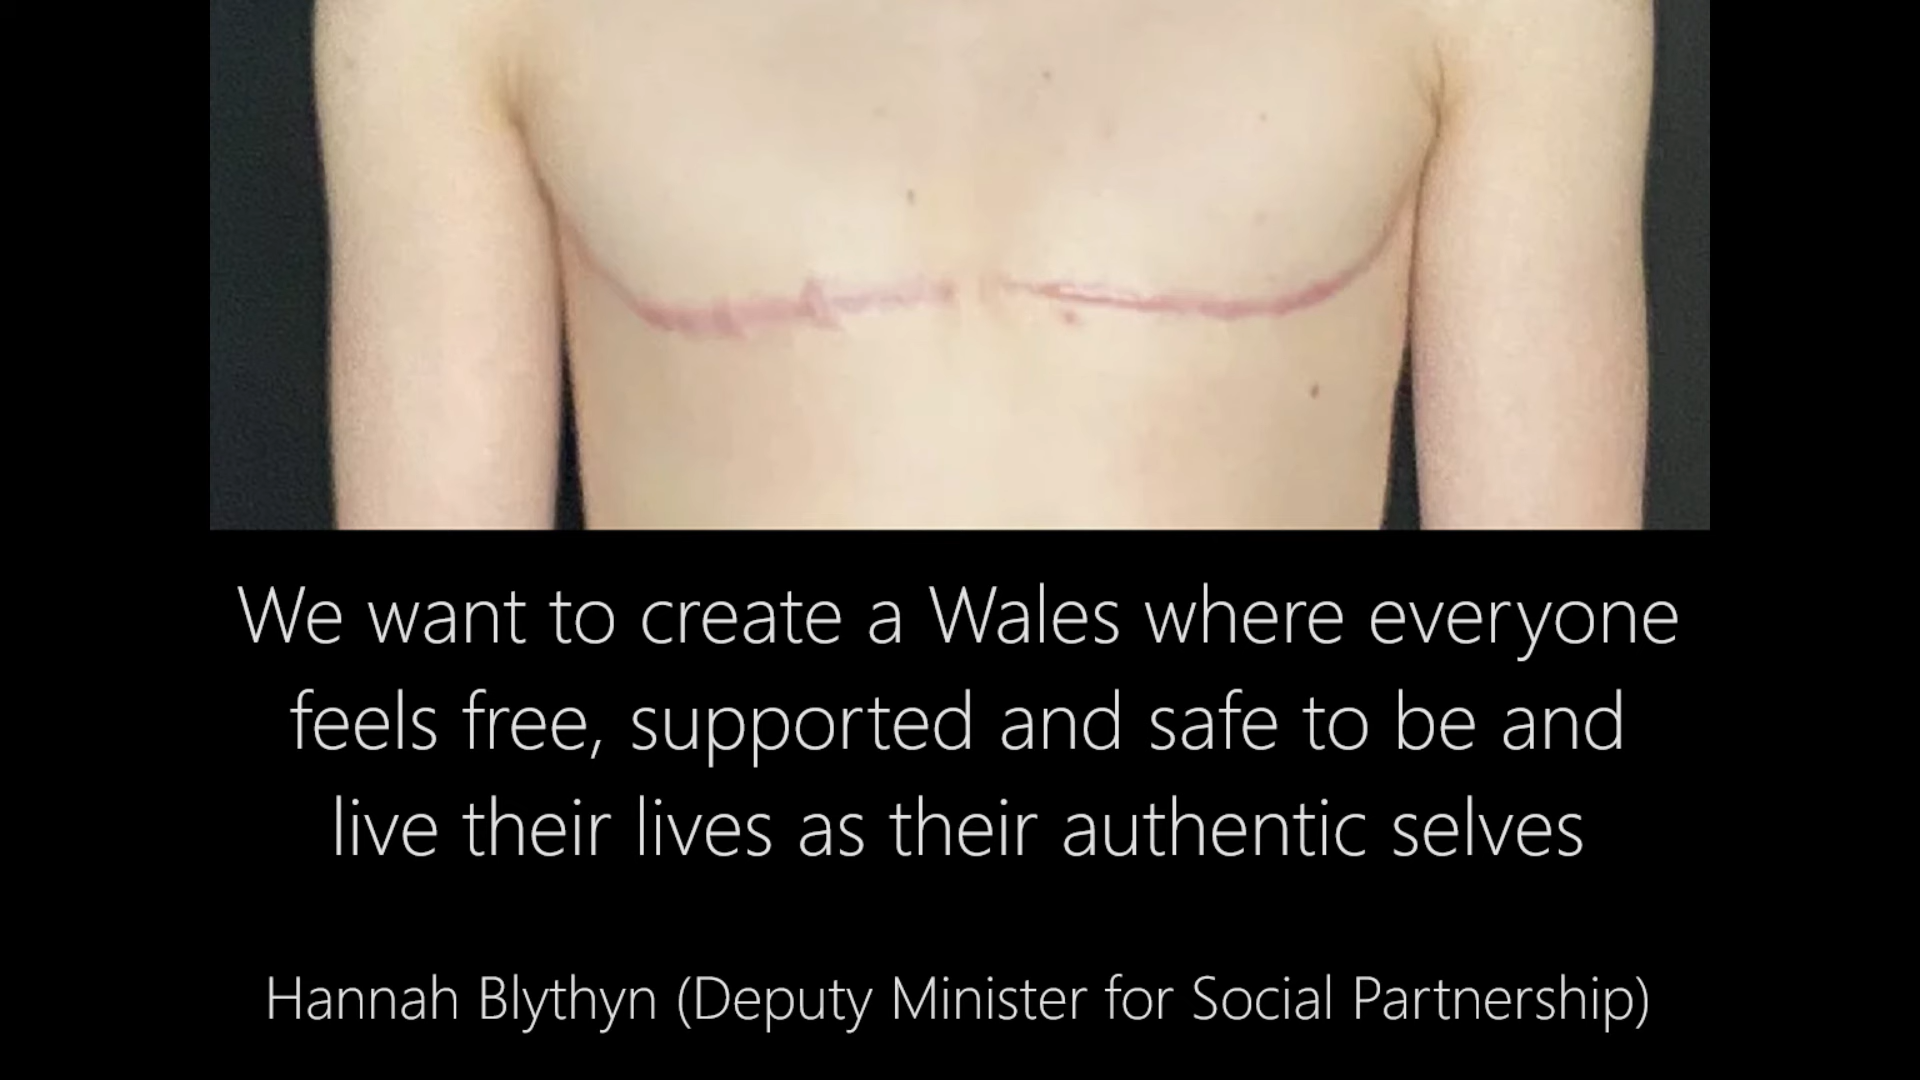 We want to create a Wales where everyone
feels free, supported and safe to be and
live their lives as their authentic selves
Hannah Blythyn (Deputy Minister for Social Partnership)